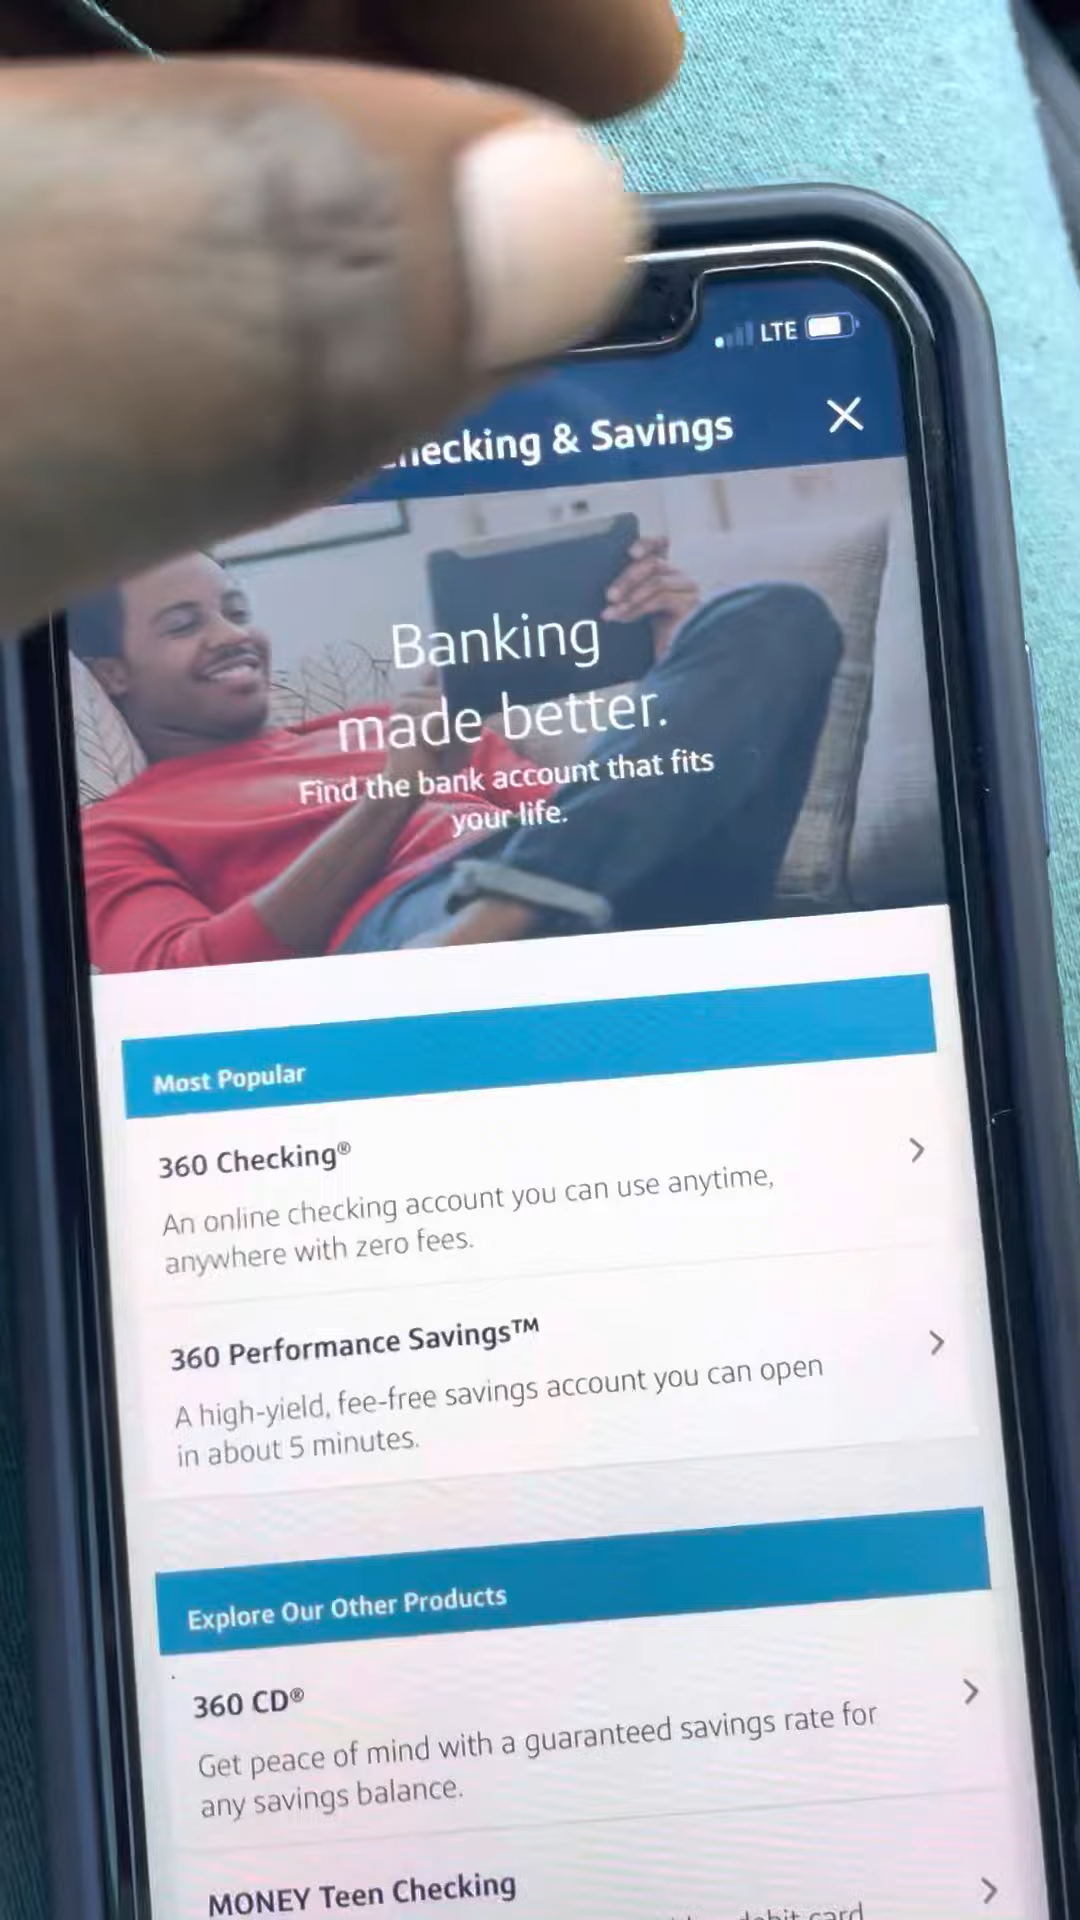 LTE
& Savings
Banking
made better.
Find the bank account that fits
your life.
Most Popular
360 Checking®
An online checking account you can use anytime,
anywhere with zero fees.
360 Performance Savings™
A high-yield, fee-free savings account you can open
in about 5 minutes.
Explore Our Other Products
360 CD®
Get peace of mind with a guaranteed savings rate for
any savings balance.
MONEY Teen Checking
debit card